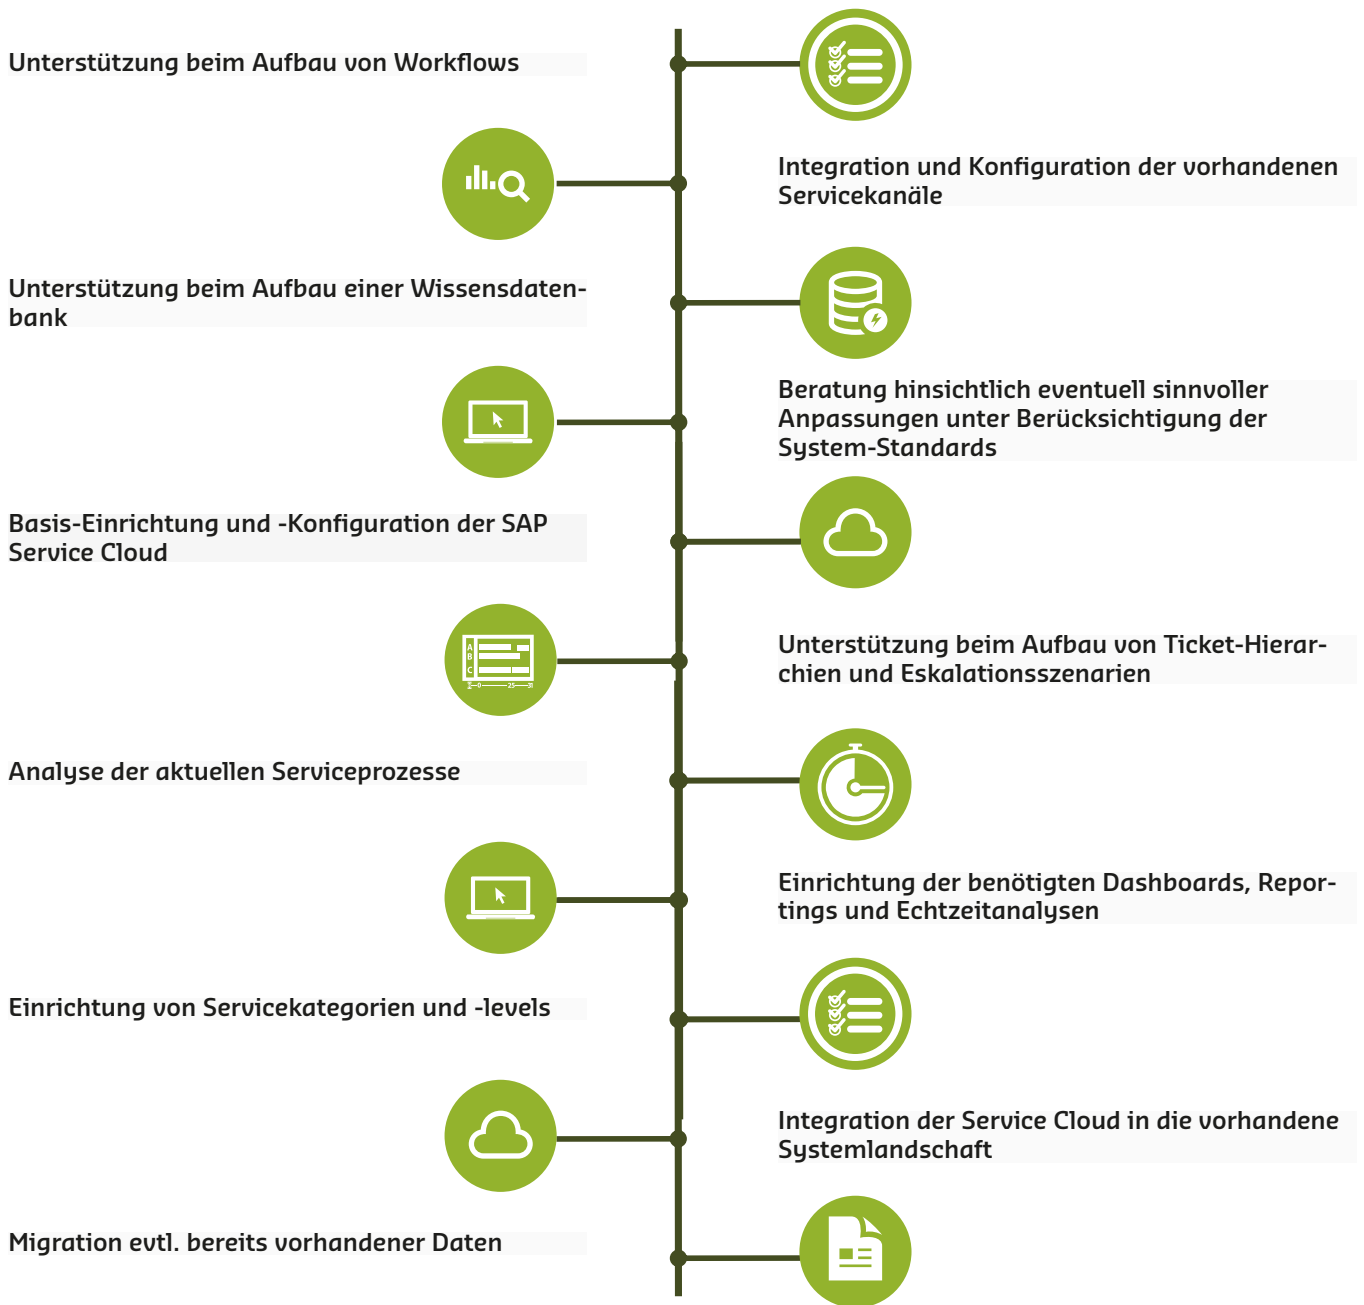 Unterstützung beim Aufbau von Workflows
Integration und Konfiguration der vorhandenen
Servicekanäle
Unterstützung beim Aufbau einer Wissensdaten-
bank
Beratung hinsichtlich eventuell sinnvoller
Anpassungen unter Berücksichtigung der
System-Standards
Basis-Einrichtung und -Konfiguration der SAP
Service Cloud
Unterstützung beim Aufbau von Ticket-Hierar-
chien und Eskalationsszenarien
A
B
C
0 25 31
Analyse der aktuellen Serviceprozesse
Einrichtung der benötigten Dashboards, Repor-
tings und Echtzeitanalysen
Einrichtung von Servicekategorien und -levels
Integration der Service Cloud in die vorhandene
Systemlandschaft
Migration evtl. bereits vorhandener Daten